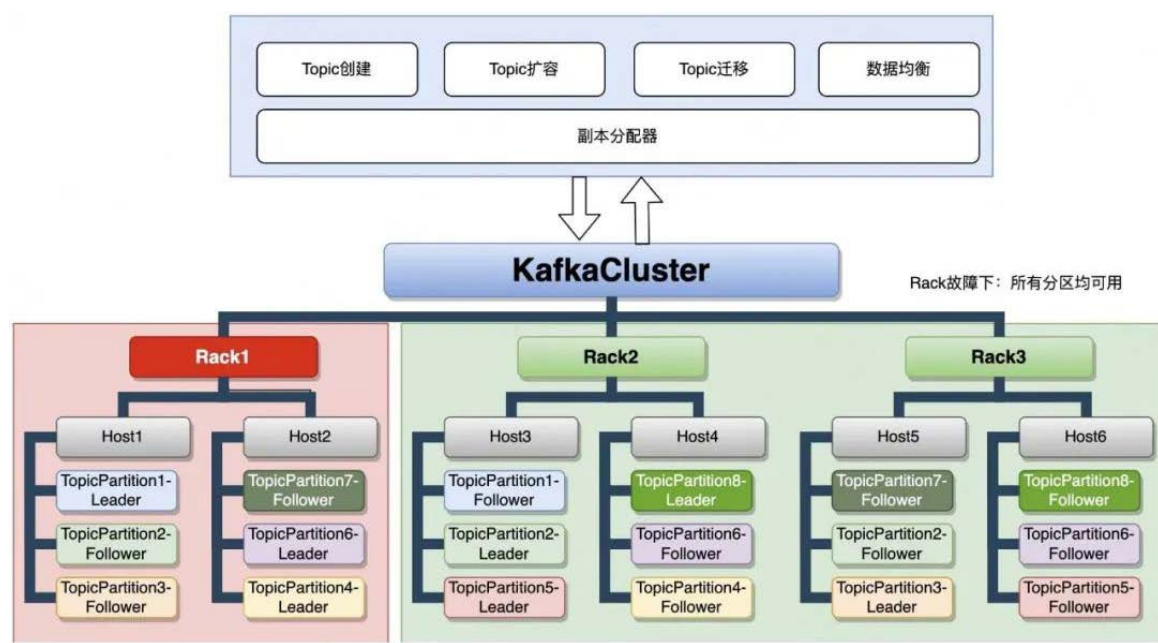 Topic创建
Topic扩容
Topic迁移
数据均衡
副本分配器
KafkaCluster
Rack故障下：所有分区均可用
Rack1
Rack2
Rack3
Host1
Host2
Host3
Host4
Host5
Host6
TopicPartition1-
Leader
TopicPartition7-
Follower
TopicPartition1-
Follower
TopicPartition8-
Leader
TopicPartition7-
Follower
TopicPartition8-
Follower
TopicPartition2-
Follower
TopicPartition6-
Leader
TopicPartition2-
Leader
TopicPartition6-
Follower
TopicPartition2-
Follower
TopicPartition6-
Follower
TopicPartition3-
Follower
TopicPartition4-
Leader
TopicPartition5-
Leader
TopicPartition4-
Follower
TopicPartition3-
Leader
TopicPartition5-
Follower